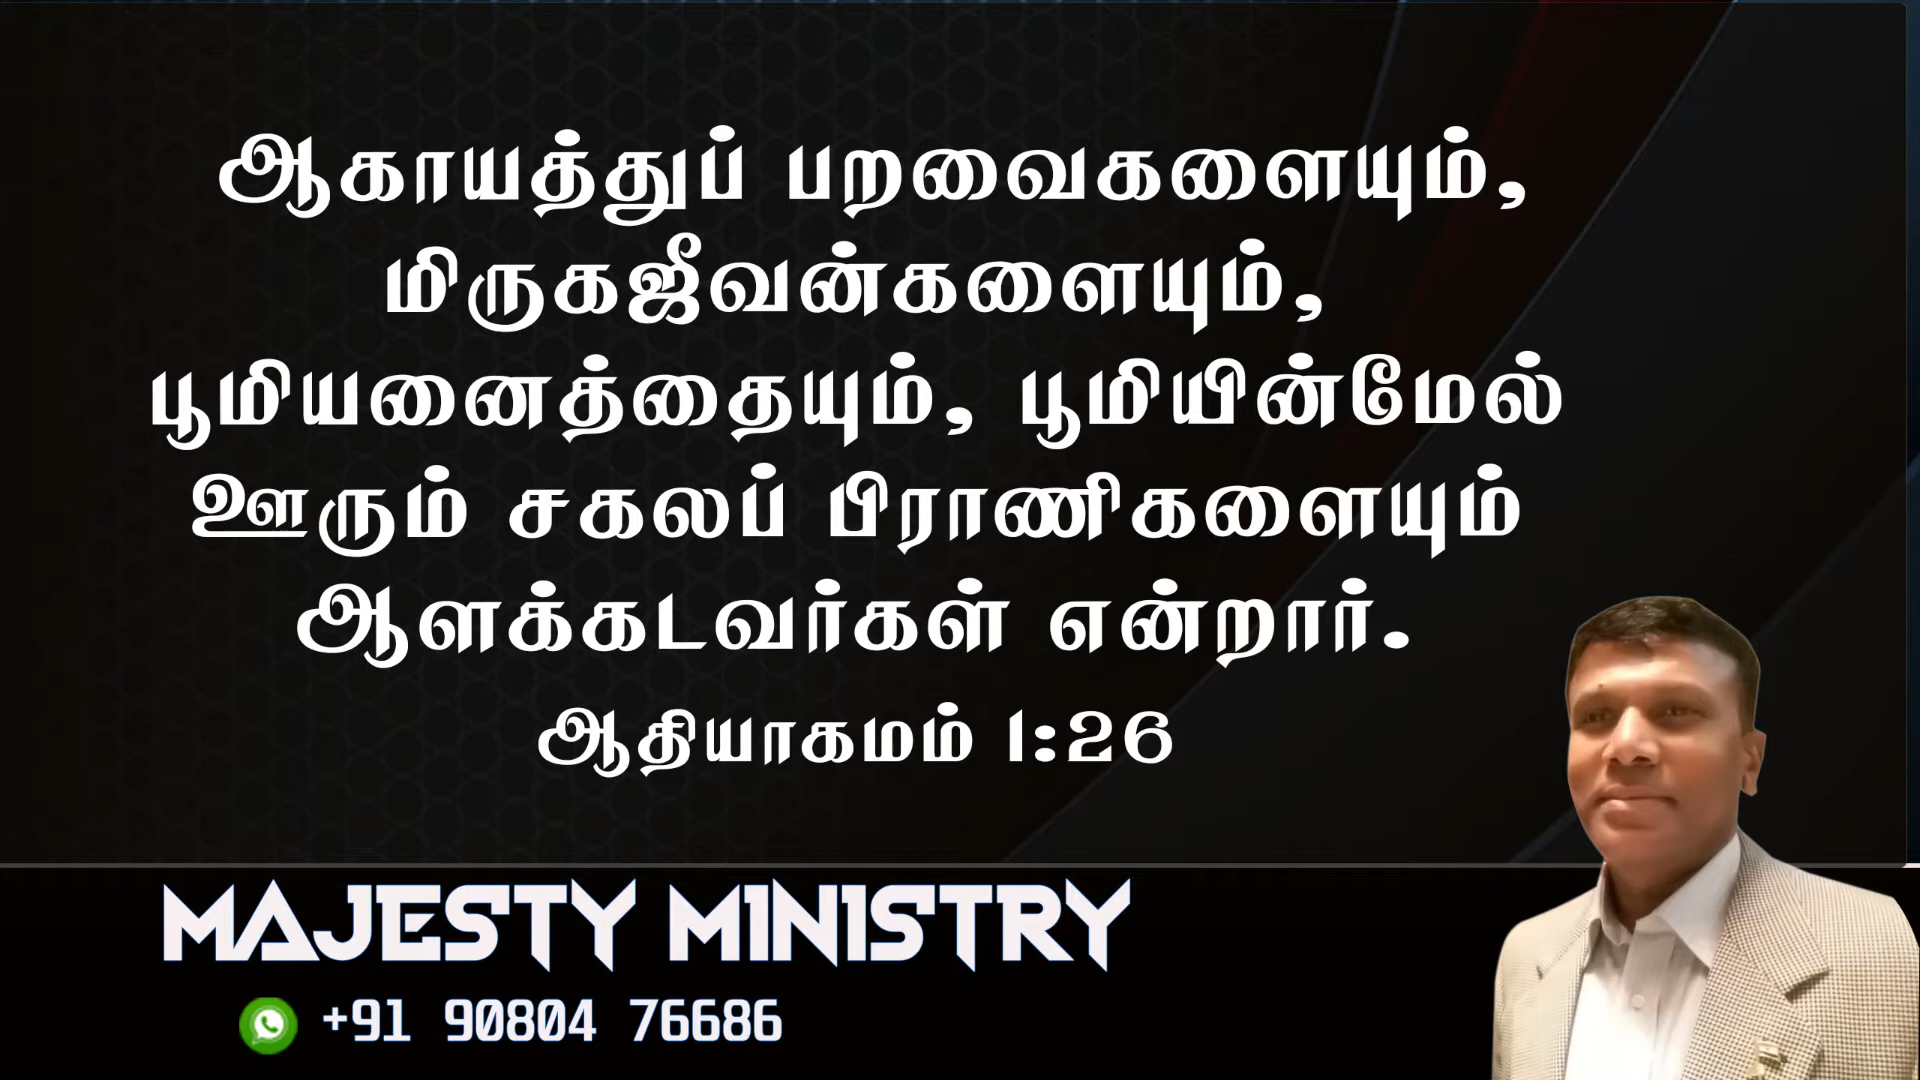 ஆகாயத்துப் பறவைகளையும்,
மிருகஜீவன்களையும்,
பூமியனைத்தையும், பூமியின்மேல்
ஊரும் சகலப் பிராணிகளையும்
ஆளக்கடவர்கள் என்றார்.
ஆதியாகமம் 1:26
MAJESTY MINISTRY
+91 90804 76686